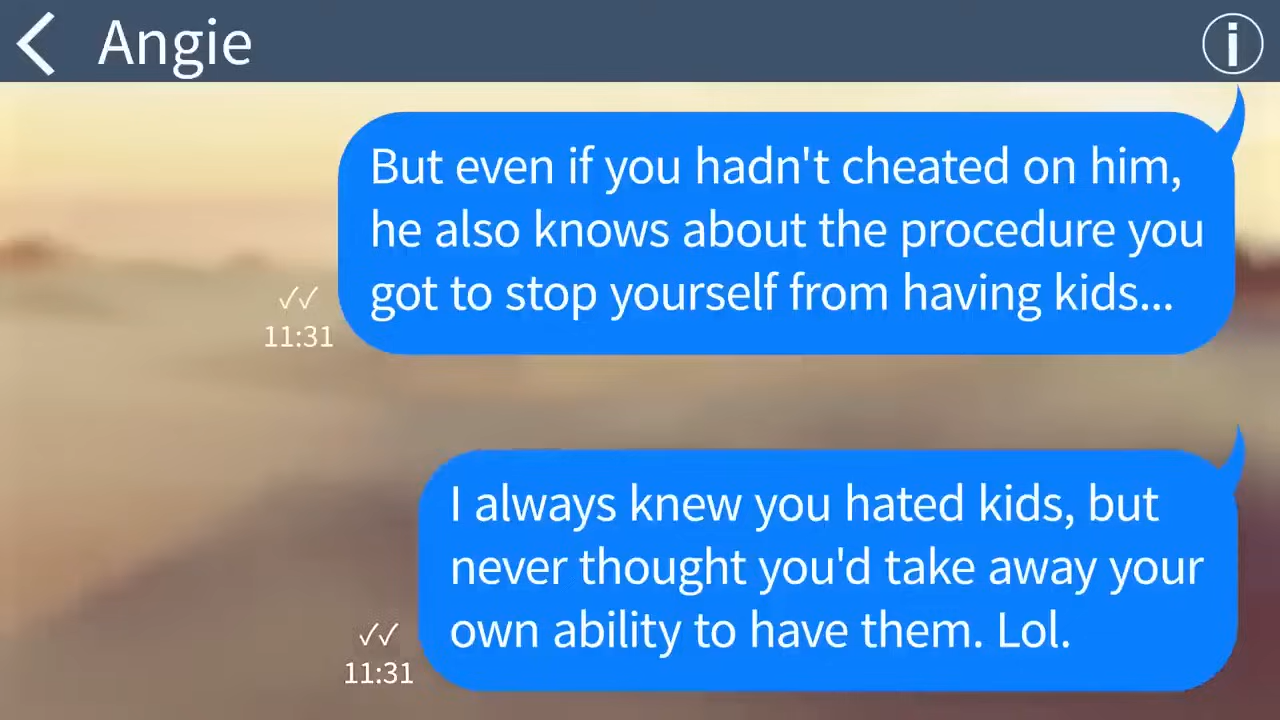 Angie
But even if you hadn't cheated on him,
he also knows about the procedure you
got to stop yourself from having kids...
✓✓
11:31
I always knew you hated kids, but
never thought you'd take away your
own ability to have them. Lol.
✓✓
11:31